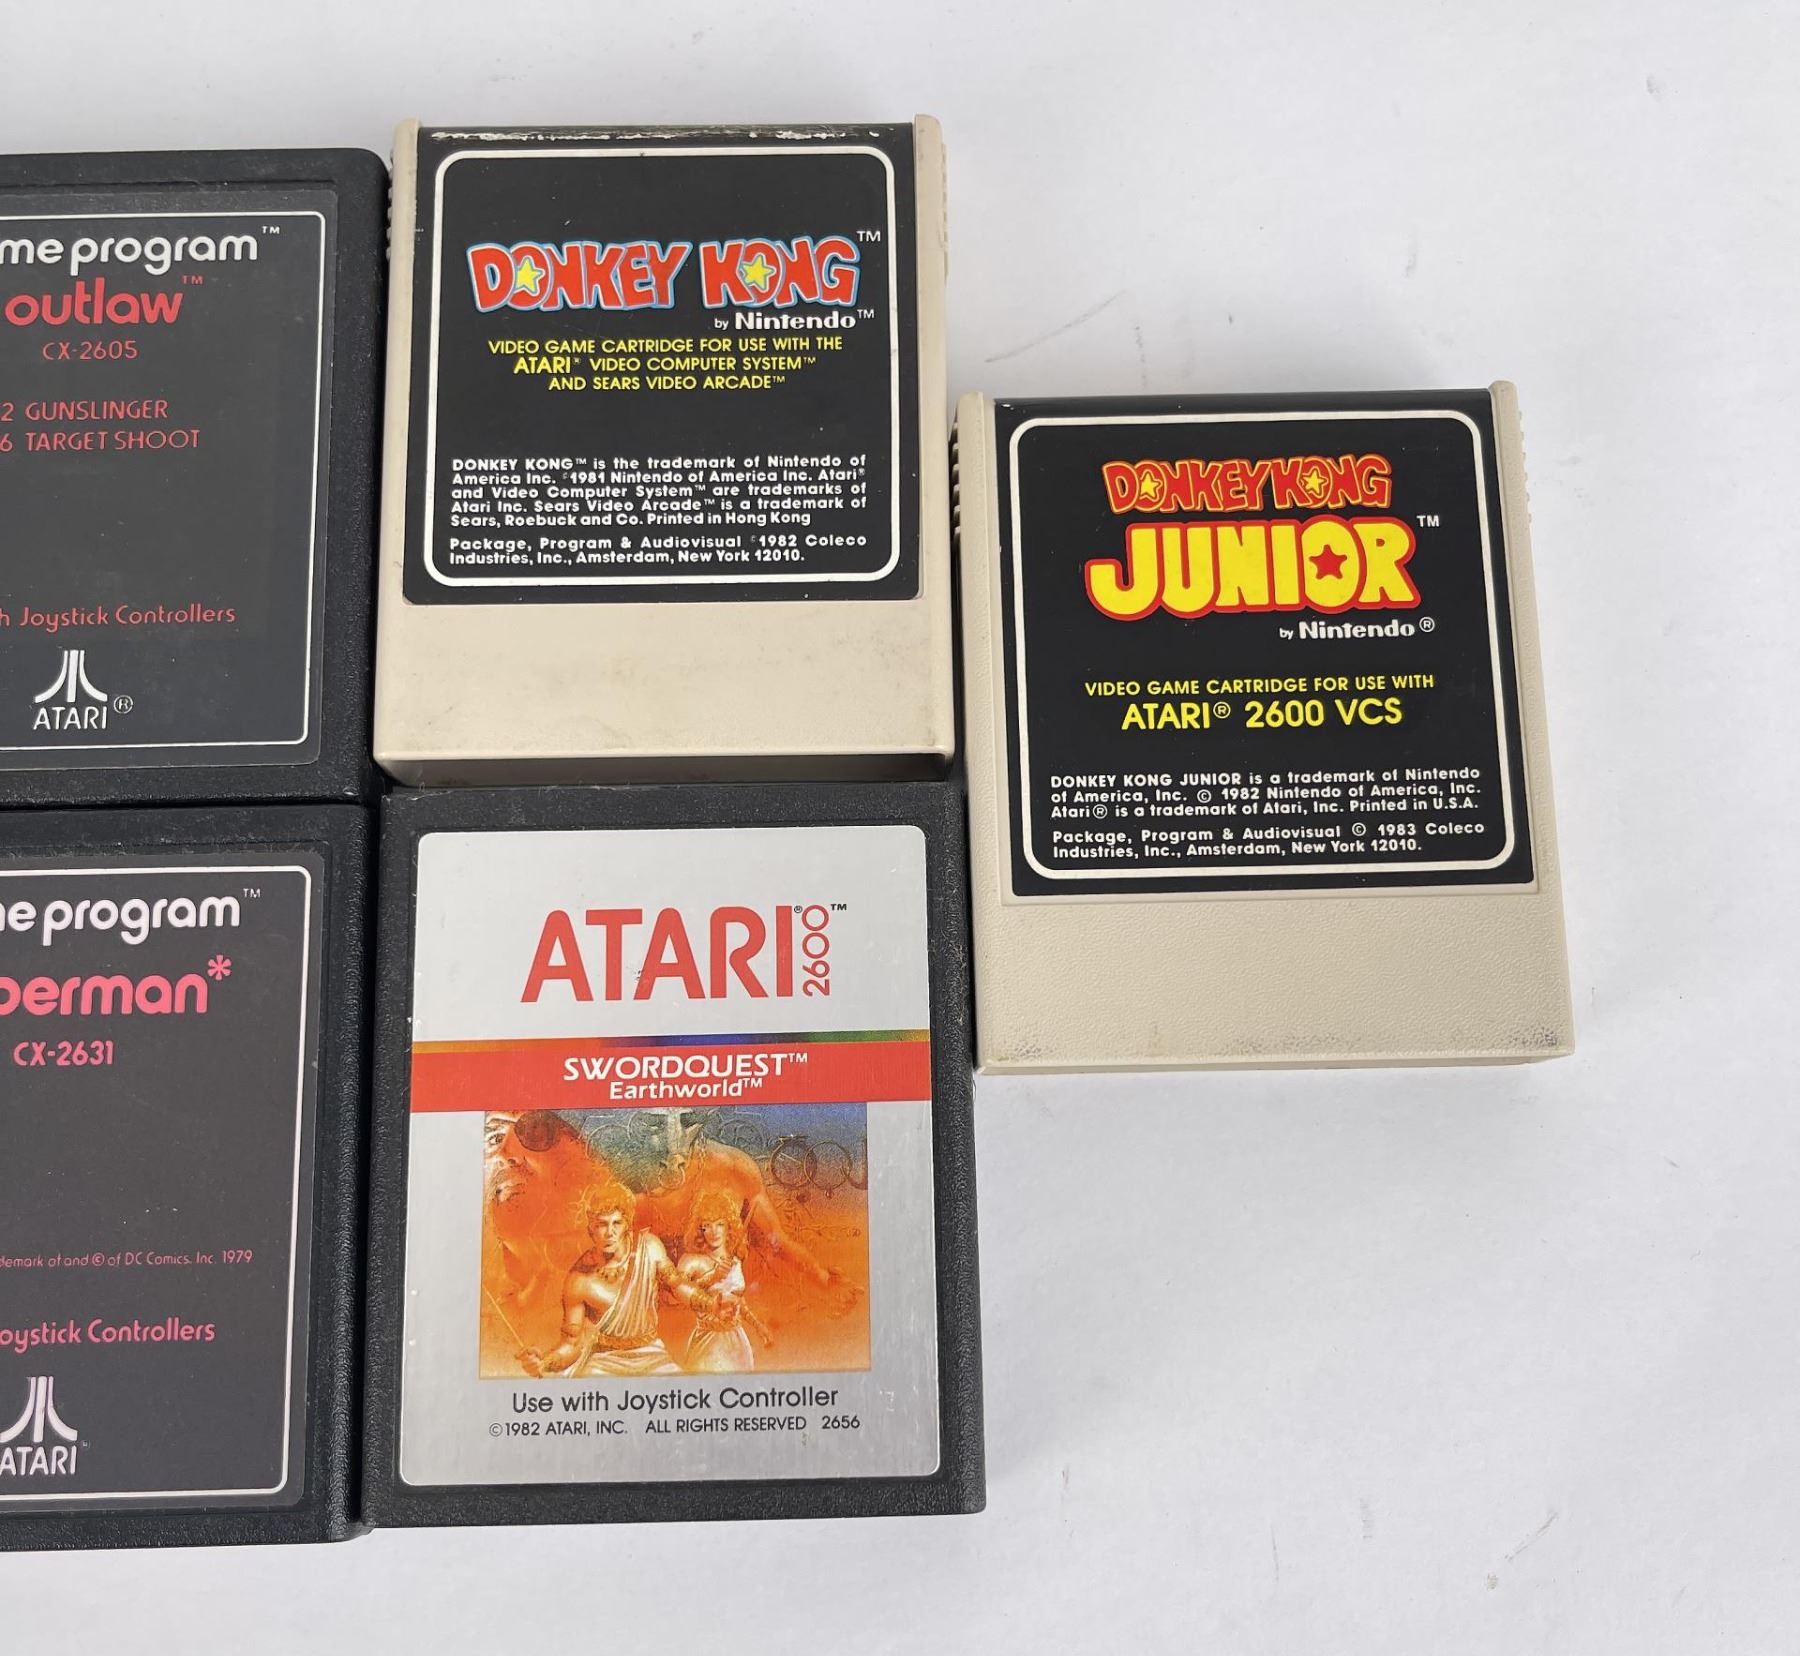 me program™
outlaw™
CX-2605
2 GUNSLINGER
6 TARGET SHOOT
h Joystick Controllers
ATARI®
DONKEY KONG™
by Nintendo™
VIDEO GAME CARTRIDGE FOR USE WITH THE
ATARI® VIDEO COMPUTER SYSTEM™
AND SEARS VIDEO ARCADE™
DONKEY KONG™ is the trademark of Nintendo of
America Inc. ©1981 Nintendo of America Inc. Atari®
and Video Computer System™ are trademarks of
Atari Inc. Sears Video Arcade™ is a trademark of
Sears, Roebuck and Co. Printed in Hong Kong
Package, Program & Audiovisual ©1982 Coleco
Industries, Inc., Amsterdam, New York 12010.
DONKEY KONG
JUNIOR™
by Nintendo®
VIDEO GAME CARTRIDGE FOR USE WITH
ATARI® 2600 VCS
DONKEY KONG JUNIOR is a trademark of Nintendo
of America, Inc. © 1982 Nintendo of America, Inc.
Atari® is a trademark of Atari, Inc. Printed in U.S.A.
Package, Program & Audiovisual © 1983 Coleco
Industries, Inc., Amsterdam, New York 12010.
ne program™
perman*
CX-2631
demark of and © of DC Comics. Inc. 1979
oystick Controllers
ATARI
ATARI® 2600™
SWORDQUEST™
Earthworld™
Use with Joystick Controller
©1982 ATARI, INC. ALL RIGHTS RESERVED 2656